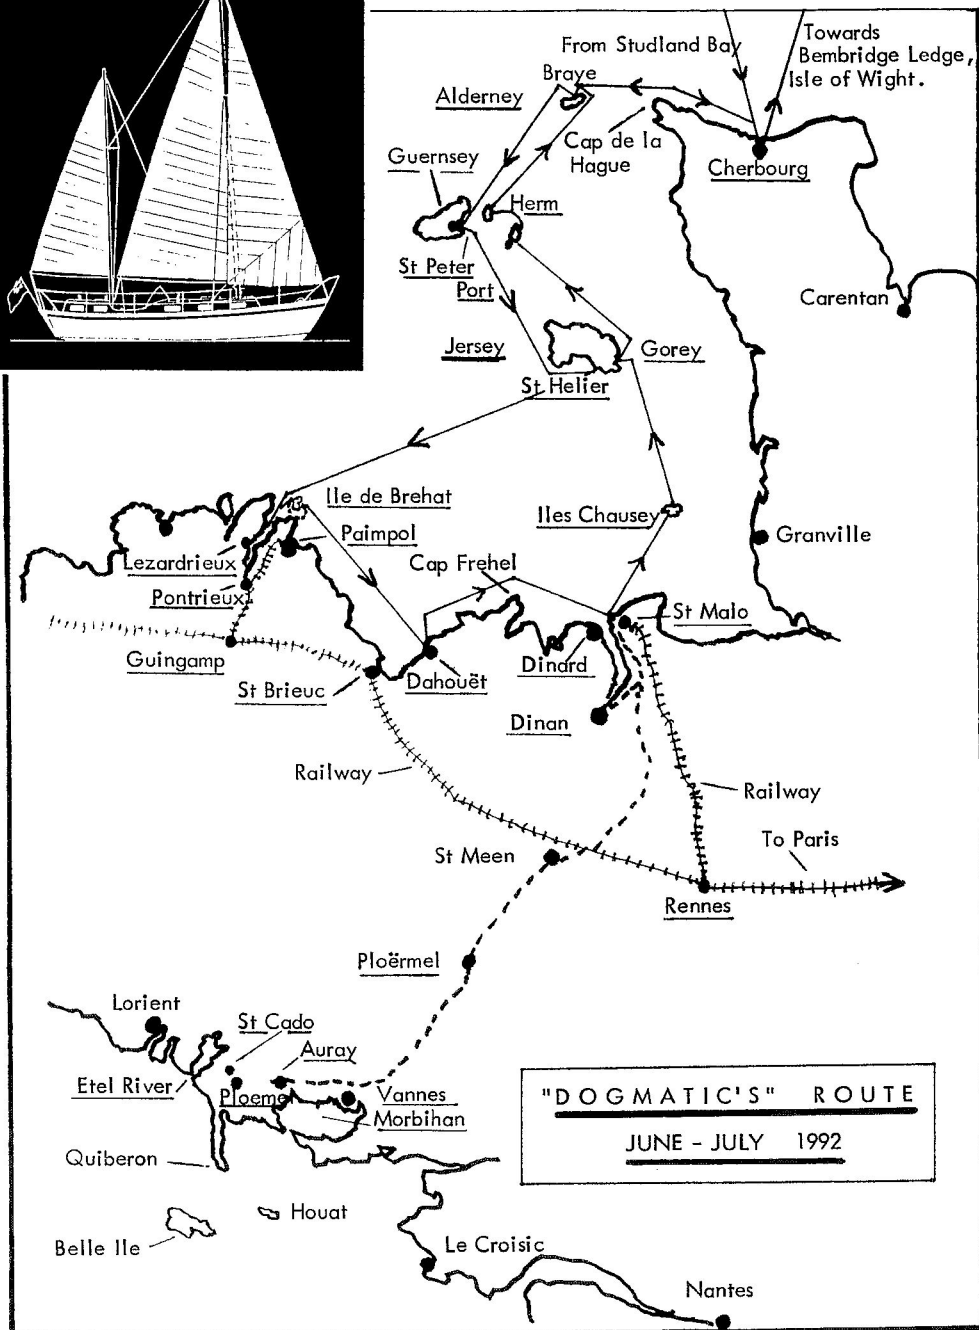 Towards
Bembridge Ledge,
Isle of Wight.
From Studland Bay
Braye
Alderney
Cap de la
Hague
Cherbourg
Guernsey
Herm
St Peter
Port
Carentan
Jersey
Gorey
St Helier
Ile de Brehat
Iles Chausey
Paimpol
Granville
Lezardrieux
Cap Frehel
Pontrieux
St Malo
Guingamp
Dinard
St Brieuc
Dahouët
Dinan
Railway
Railway
To Paris
St Meen
Rennes
Ploërmel
Lorient
St Cado
Auray
Etel River
Ploemel
Vannes
Morbihan
"DOGMATIC'S" ROUTE
JUNE - JULY 1992
Quiberon
Houat
Belle Ile
Le Croisic
Nantes